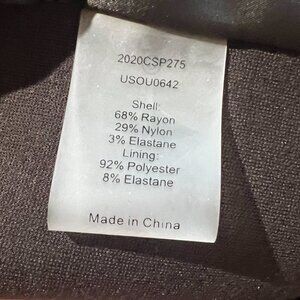 2020CSP275
USOU0642
Shell:
68% Rayon
29% Nylon
3% Elastane
Lining:
92% Polyester
8% Elastane
Made in China